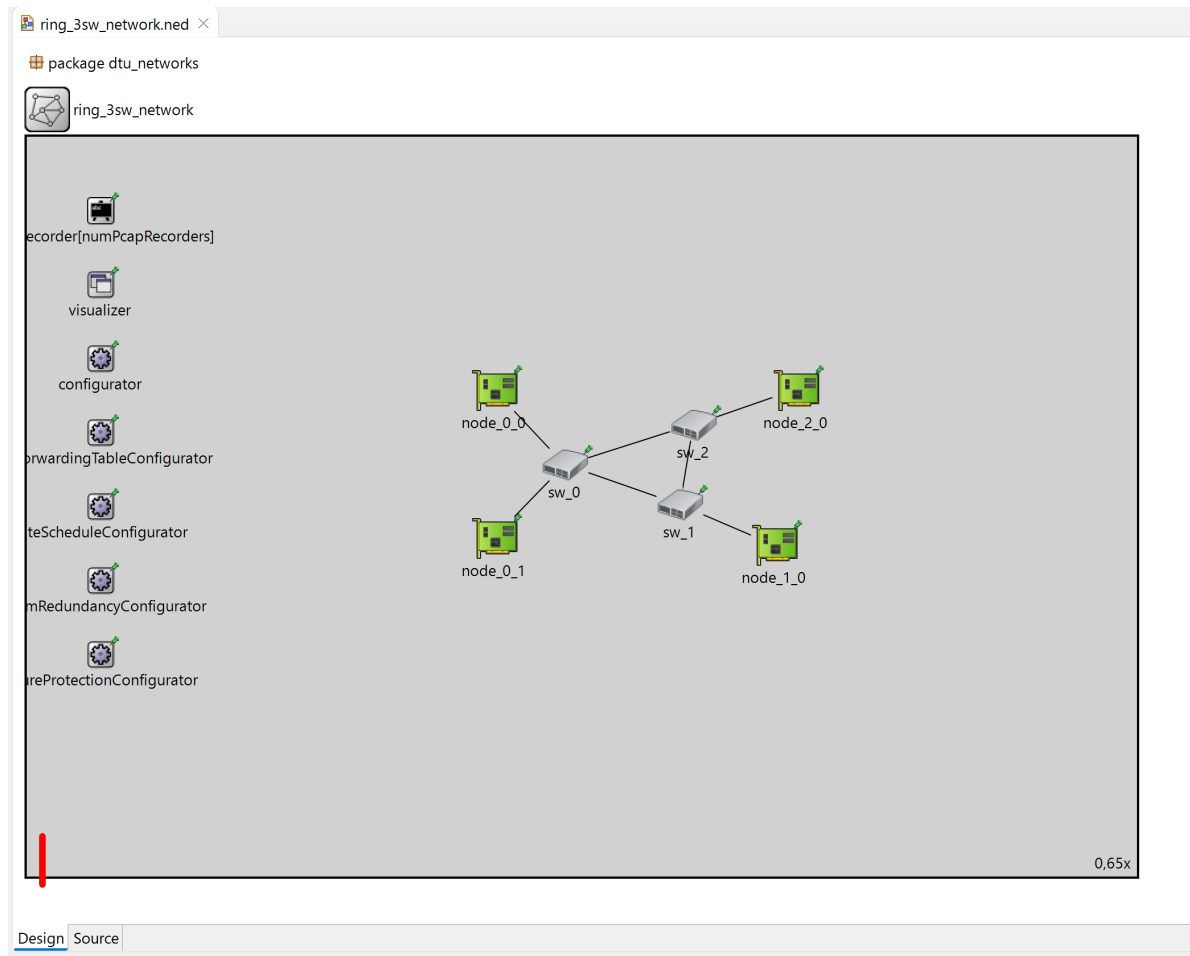 ring_3sw_network.ned
package dtu_networks
ring_3sw_network
ecorder[numPcapRecorders]
visualizer
configurator
orwardingTableConfigurator
teScheduleConfigurator
mRedundancyConfigurator
ureProtectionConfigurator
node_0_0
node_2_0
sw_2
sw_0
sw_1
node_0_1
node_1_0
0,65x
Design Source